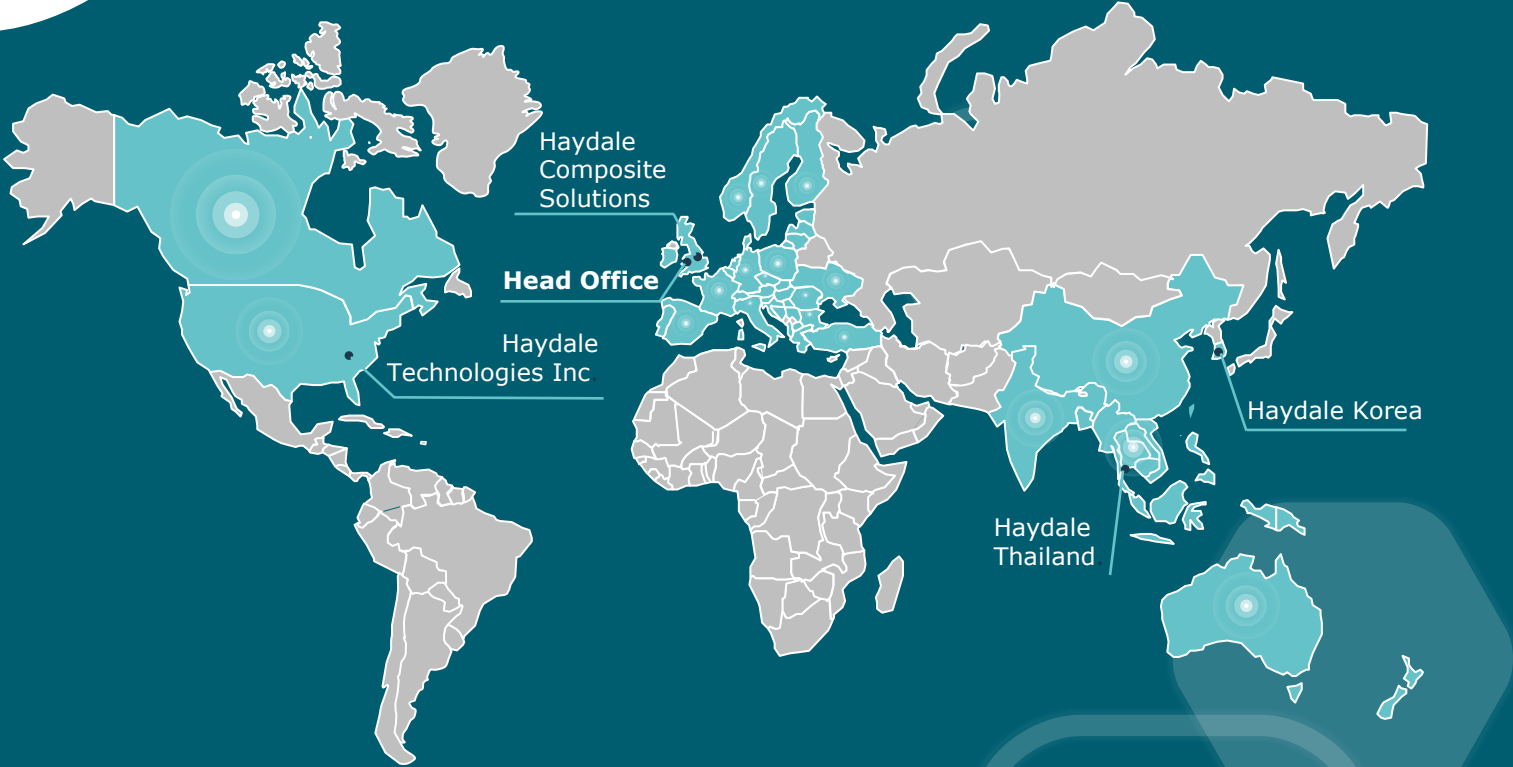 Haydale
Composite
Solutions
Head Office
Haydale
Technologies Inc.
Haydale Korea
Haydale
Thailand.